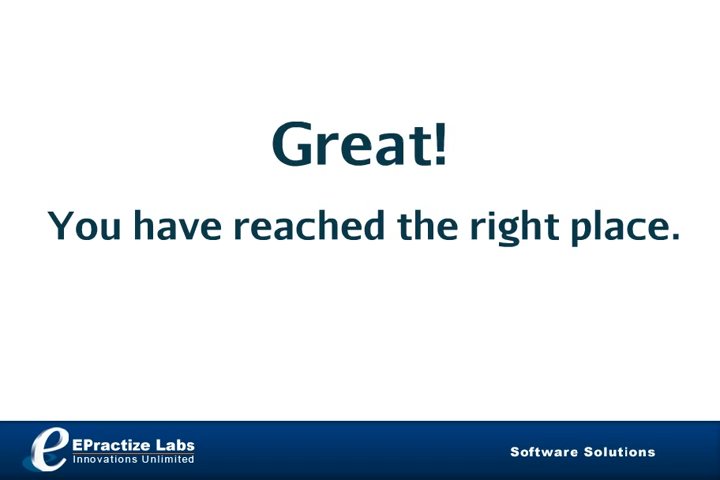 Great!
You have reached the right place.
EPractize Labs
Innovations Unlimited
Software Solutions